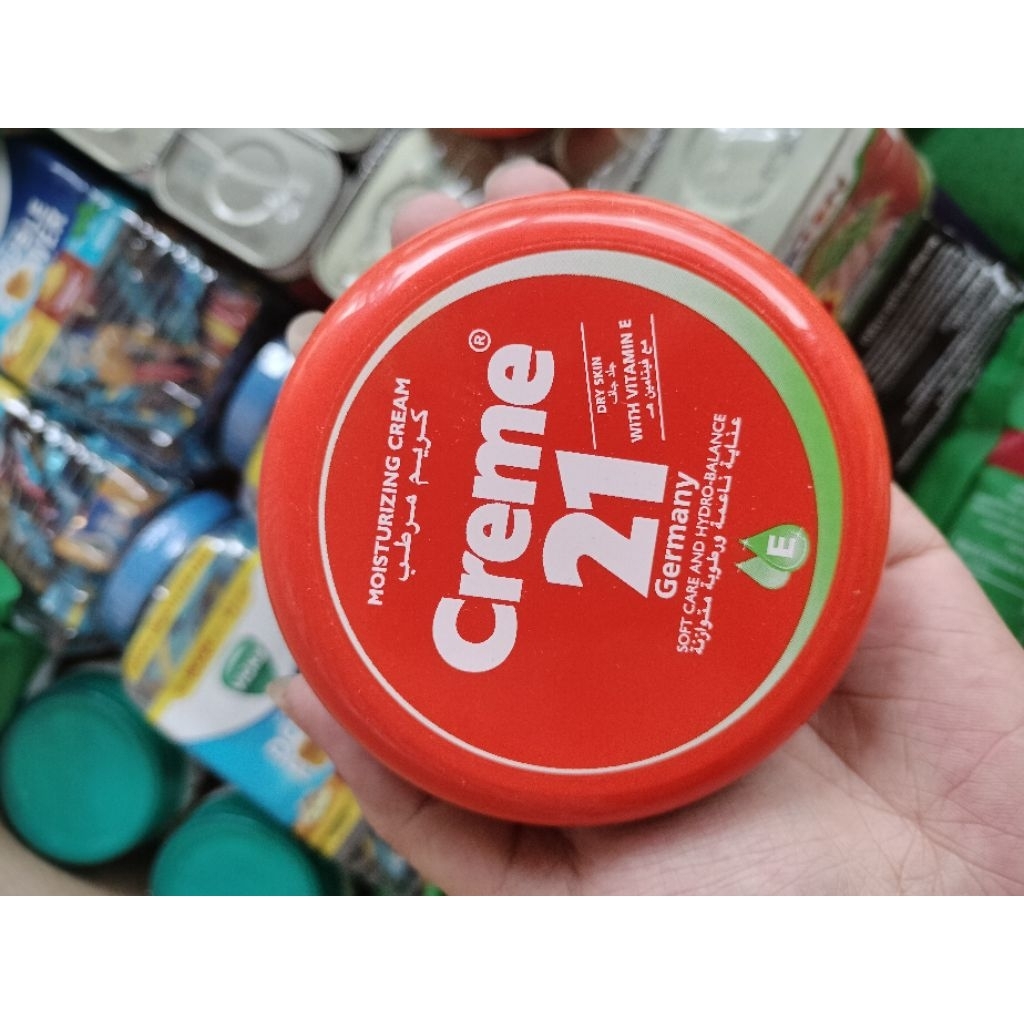 MOISTURIZING CREAM
كريم مرطب
Creme®
21
Germany
DRY SKIN
جلد جاف
WITH VITAMIN E
مع فيتامين هـ
SOFT CARE AND HYDRO-BALANCE
عناية ناعمة ورطوبة متوازنة
E